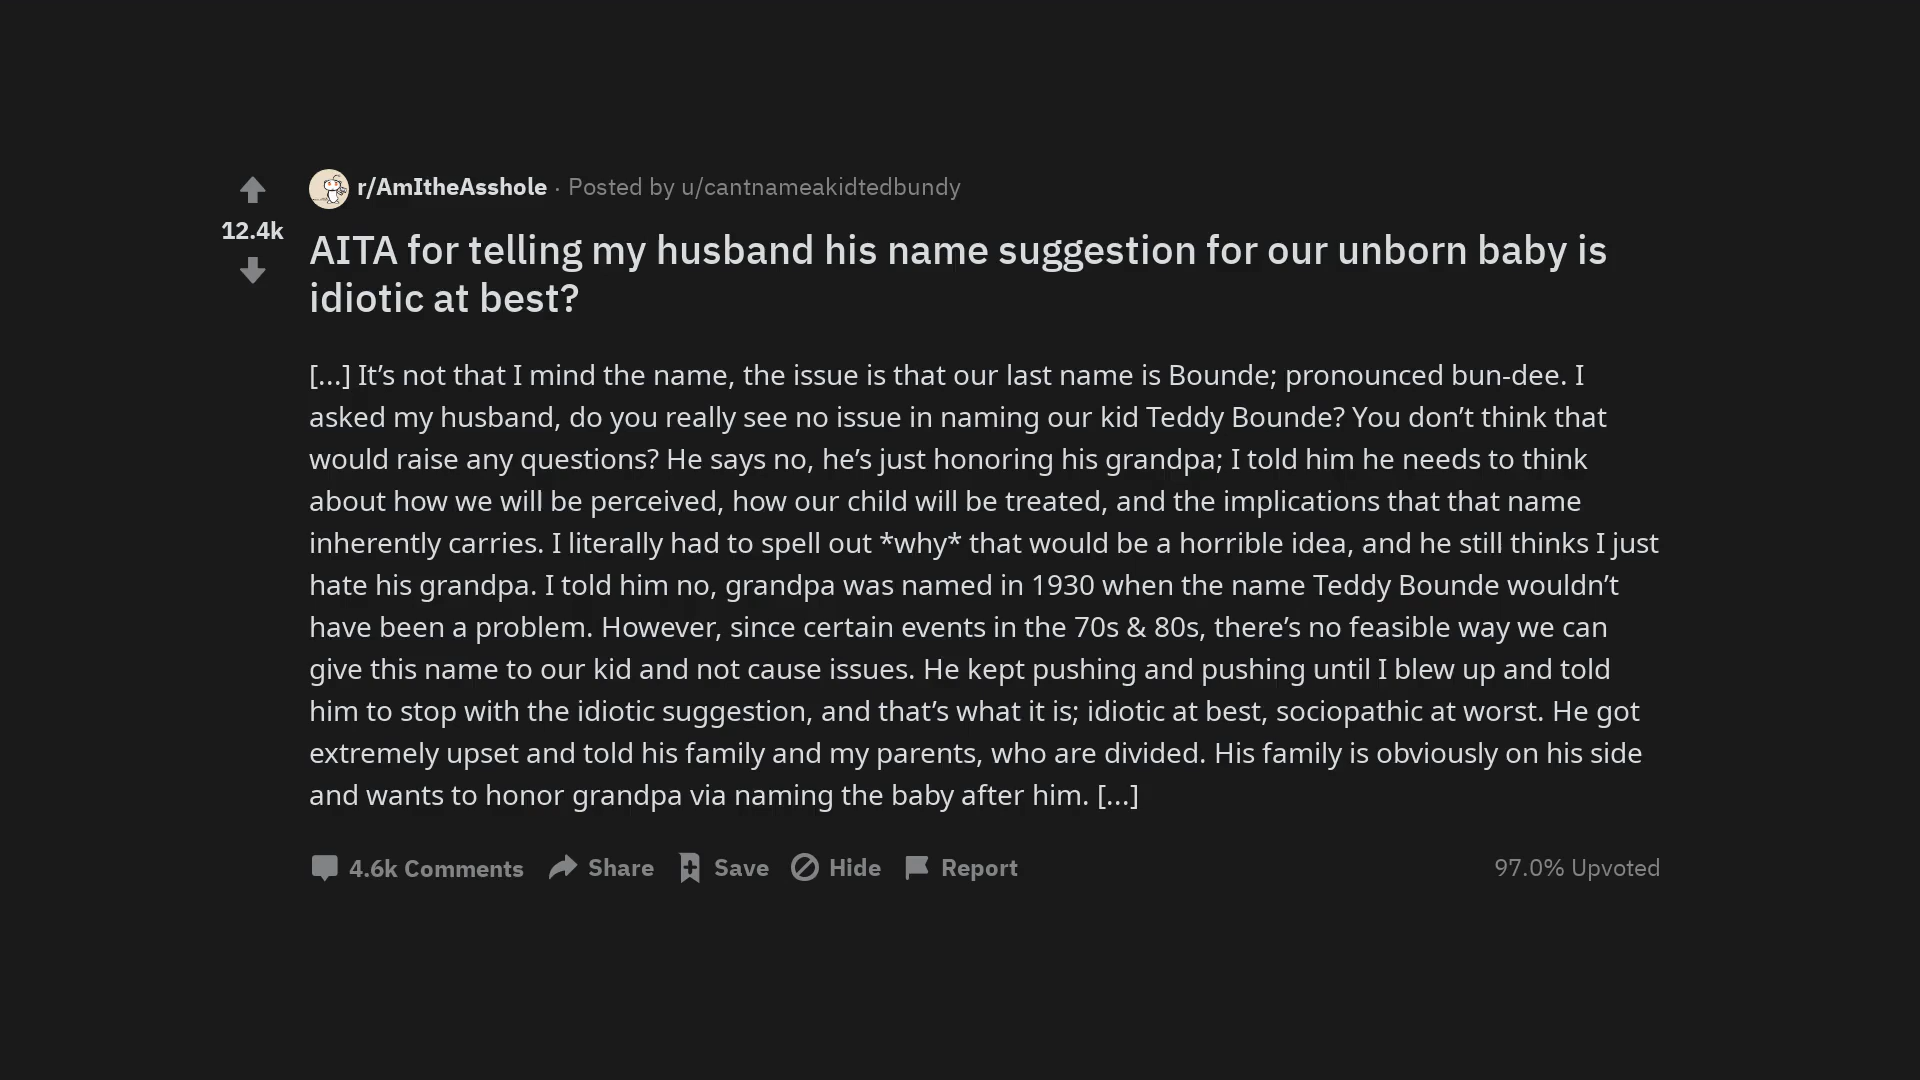 r/AmItheAsshole · Posted by u/cantnameakidtedbundy
12.4k
AITA for telling my husband his name suggestion for our unborn baby is
idiotic at best?
[...] It’s not that I mind the name, the issue is that our last name is Bounde; pronounced bun-dee. I
asked my husband, do you really see no issue in naming our kid Teddy Bounde? You don’t think that
would raise any questions? He says no, he’s just honoring his grandpa; I told him he needs to think
about how we will be perceived, how our child will be treated, and the implications that that name
inherently carries. I literally had to spell out *why* that would be a horrible idea, and he still thinks I just
hate his grandpa. I told him no, grandpa was named in 1930 when the name Teddy Bounde wouldn’t
have been a problem. However, since certain events in the 70s & 80s, there’s no feasible way we can
give this name to our kid and not cause issues. He kept pushing and pushing until I blew up and told
him to stop with the idiotic suggestion, and that’s what it is; idiotic at best, sociopathic at worst. He got
extremely upset and told his family and my parents, who are divided. His family is obviously on his side
and wants to honor grandpa via naming the baby after him. [...]
4.6k Comments Share Save Hide Report 97.0% Upvoted